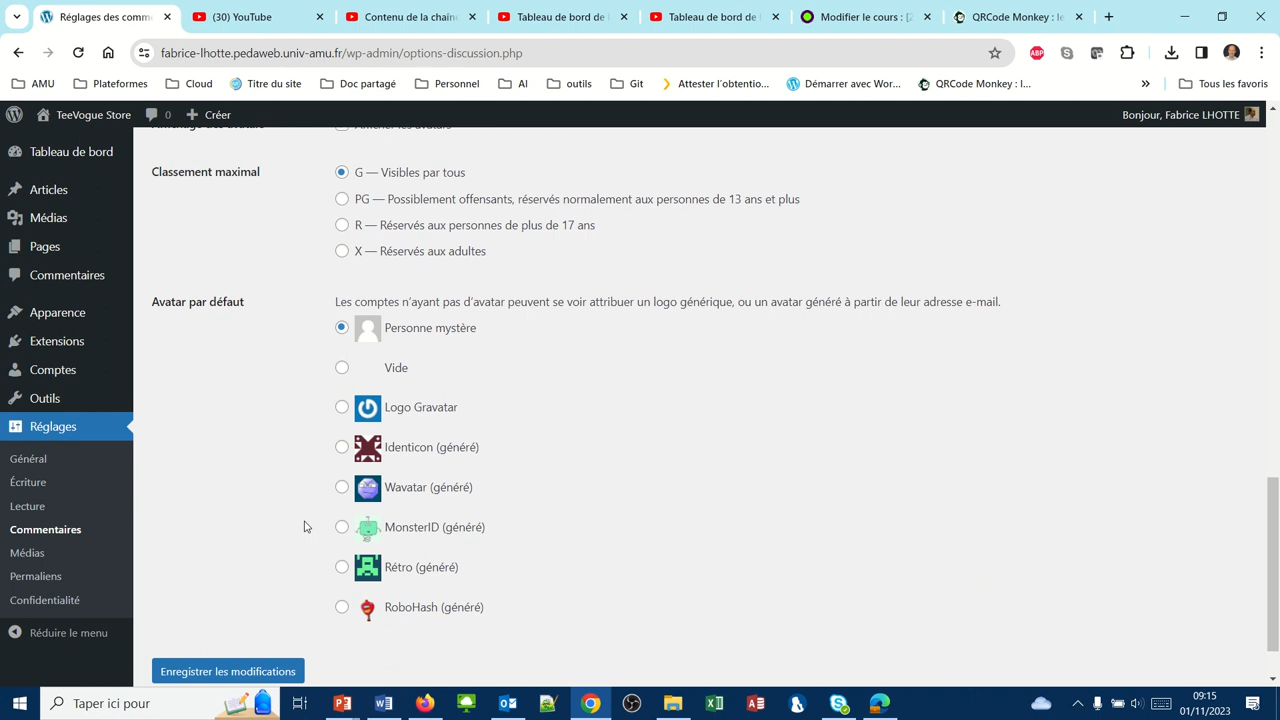 Réglages des comm
(30) YouTube
Contenu de la chaîn
Tableau de bord de
Tableau de bord de
Modifier le cours : [
QRCode Monkey : le
fabrice-lhotte.pedaweb.univ-amu.fr/wp-admin/options-discussion.php
ABP
AMU
Plateformes
Cloud
Titre du site
Doc partagé
Personnel
AI
outils
Git
Attester l'obtentio...
Démarrer avec Wor...
QRCode Monkey : l...
Tous les favoris
TeeVogue Store
0
Créer
Bonjour, Fabrice LHOTTE
Tableau de bord
Articles
Médias
Pages
Commentaires
Apparence
Extensions
Comptes
Outils
Réglages
Général
Écriture
Lecture
Commentaires
Médias
Permaliens
Confidentialité
Réduire le menu
Classement maximal
G — Visibles par tous
PG — Possiblement offensants, réservés normalement aux personnes de 13 ans et plus
R — Réservés aux personnes de plus de 17 ans
X — Réservés aux adultes
Avatar par défaut
Les comptes n'ayant pas d'avatar peuvent se voir attribuer un logo générique, ou un avatar généré à partir de leur adresse e-mail.
Personne mystère
Vide
Logo Gravatar
Identicon (généré)
Wavatar (généré)
MonsterID (généré)
Rétro (généré)
RoboHash (généré)
Enregistrer les modifications
Taper ici pour
09:15
01/11/2023